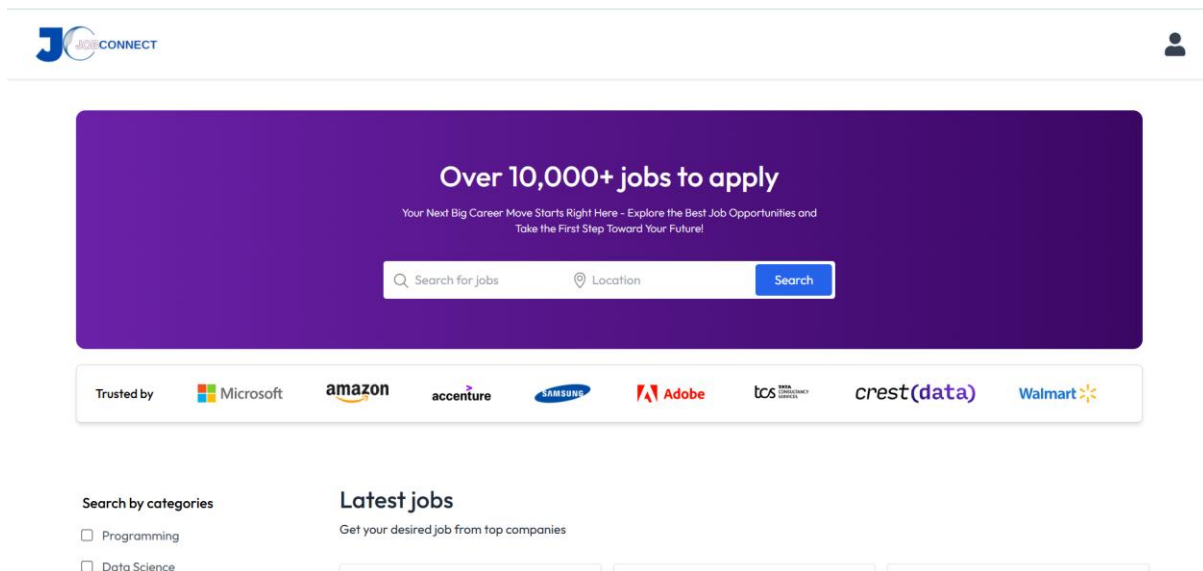 JOBCONNECT
Over 10,000+ jobs to apply
Your Next Big Career Move Starts Right Here - Explore the Best Job Opportunities and
Take the First Step Toward Your Future!
Search for jobs
Location
Search
Trusted by
Microsoft
amazon
accenture
SAMSUNG
Adobe
tcs TATA CONSULTANCY SERVICES
crest(data)
Walmart
Search by categories
Programming
Data Science
Latest jobs
Get your desired job from top companies